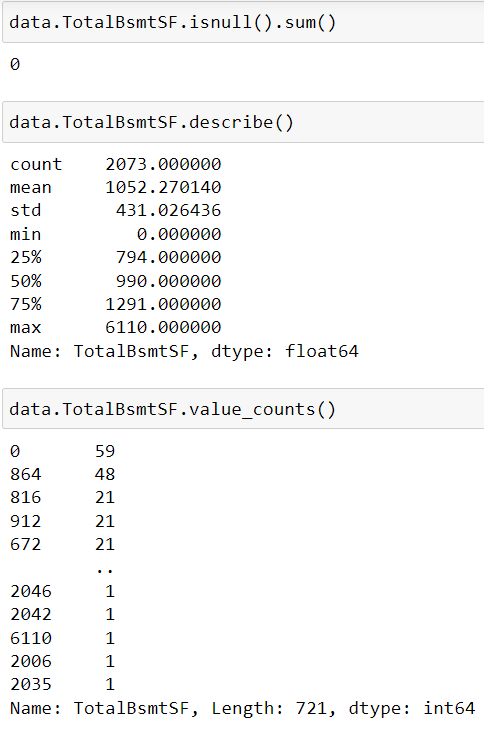 data.TotalBsmtSF.isnull().sum()
0
data.TotalBsmtSF.describe()
count    2073.000000
mean     1052.270140
std       431.026436
min         0.000000
25%       794.000000
50%       990.000000
75%      1291.000000
max      6110.000000
Name: TotalBsmtSF, dtype: float64
data.TotalBsmtSF.value_counts()
0       59
864     48
816     21
912     21
672     21
        ..
2046     1
2042     1
6110     1
2006     1
2035     1
Name: TotalBsmtSF, Length: 721, dtype: int64